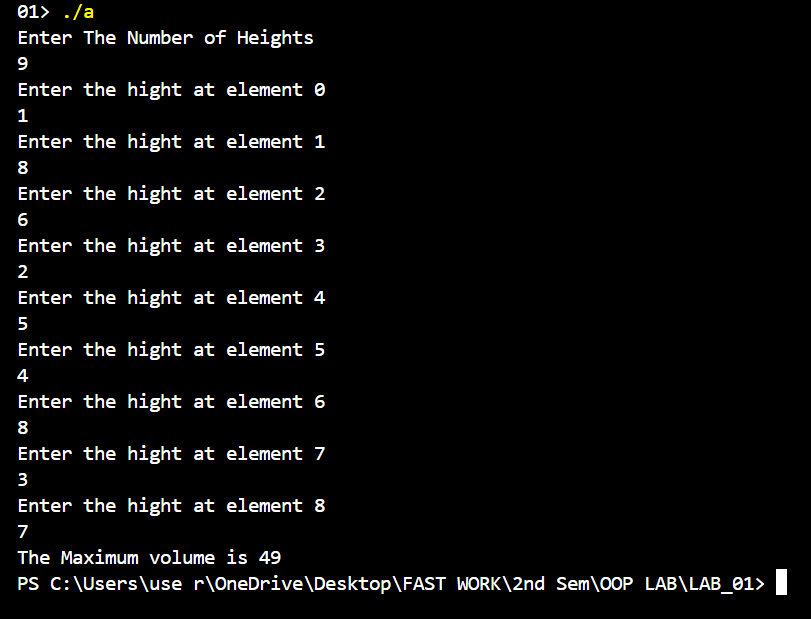 01> ./a
Enter The Number of Heights
9
Enter the hight at element 0
1
Enter the hight at element 1
8
Enter the hight at element 2
6
Enter the hight at element 3
2
Enter the hight at element 4
5
Enter the hight at element 5
4
Enter the hight at element 6
8
Enter the hight at element 7
3
Enter the hight at element 8
7
The Maximum volume is 49
PS C:\Users\use r\OneDrive\Desktop\FAST WORK\2nd Sem\OOP LAB\LAB_01>